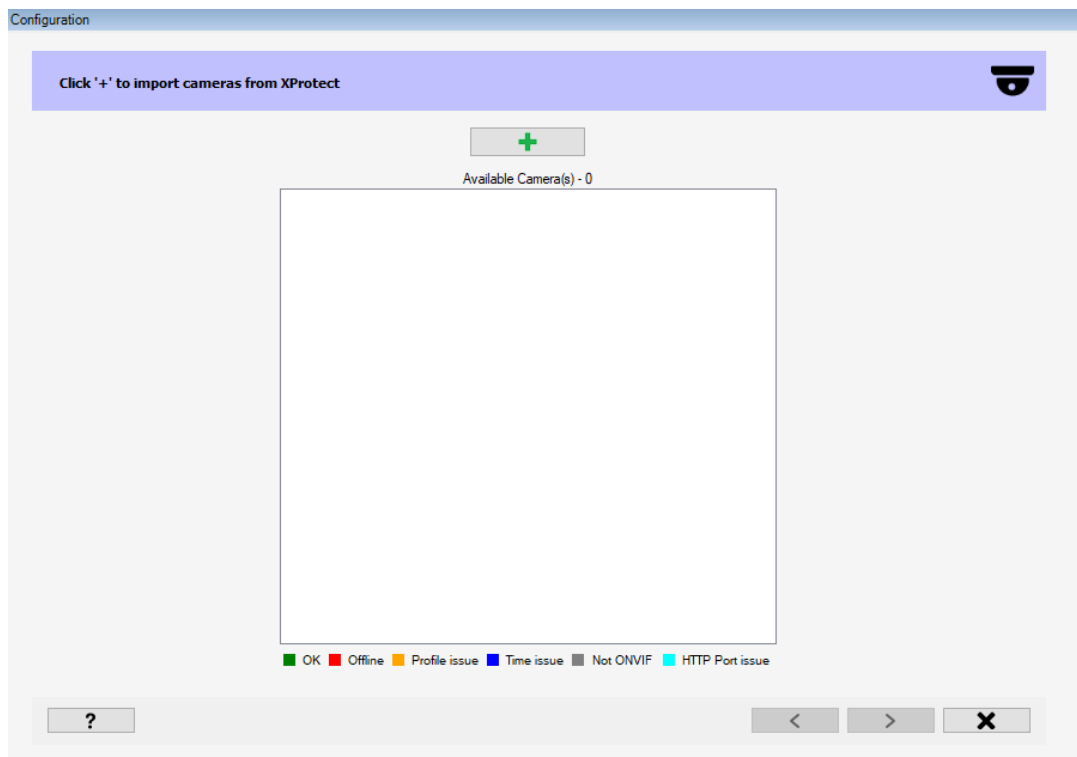 Configuration
Click '+' to import cameras from XProtect
Available Camera(s) - 0
OK Offline Profile issue Time issue Not ONVIF HTTP Port issue
? < >